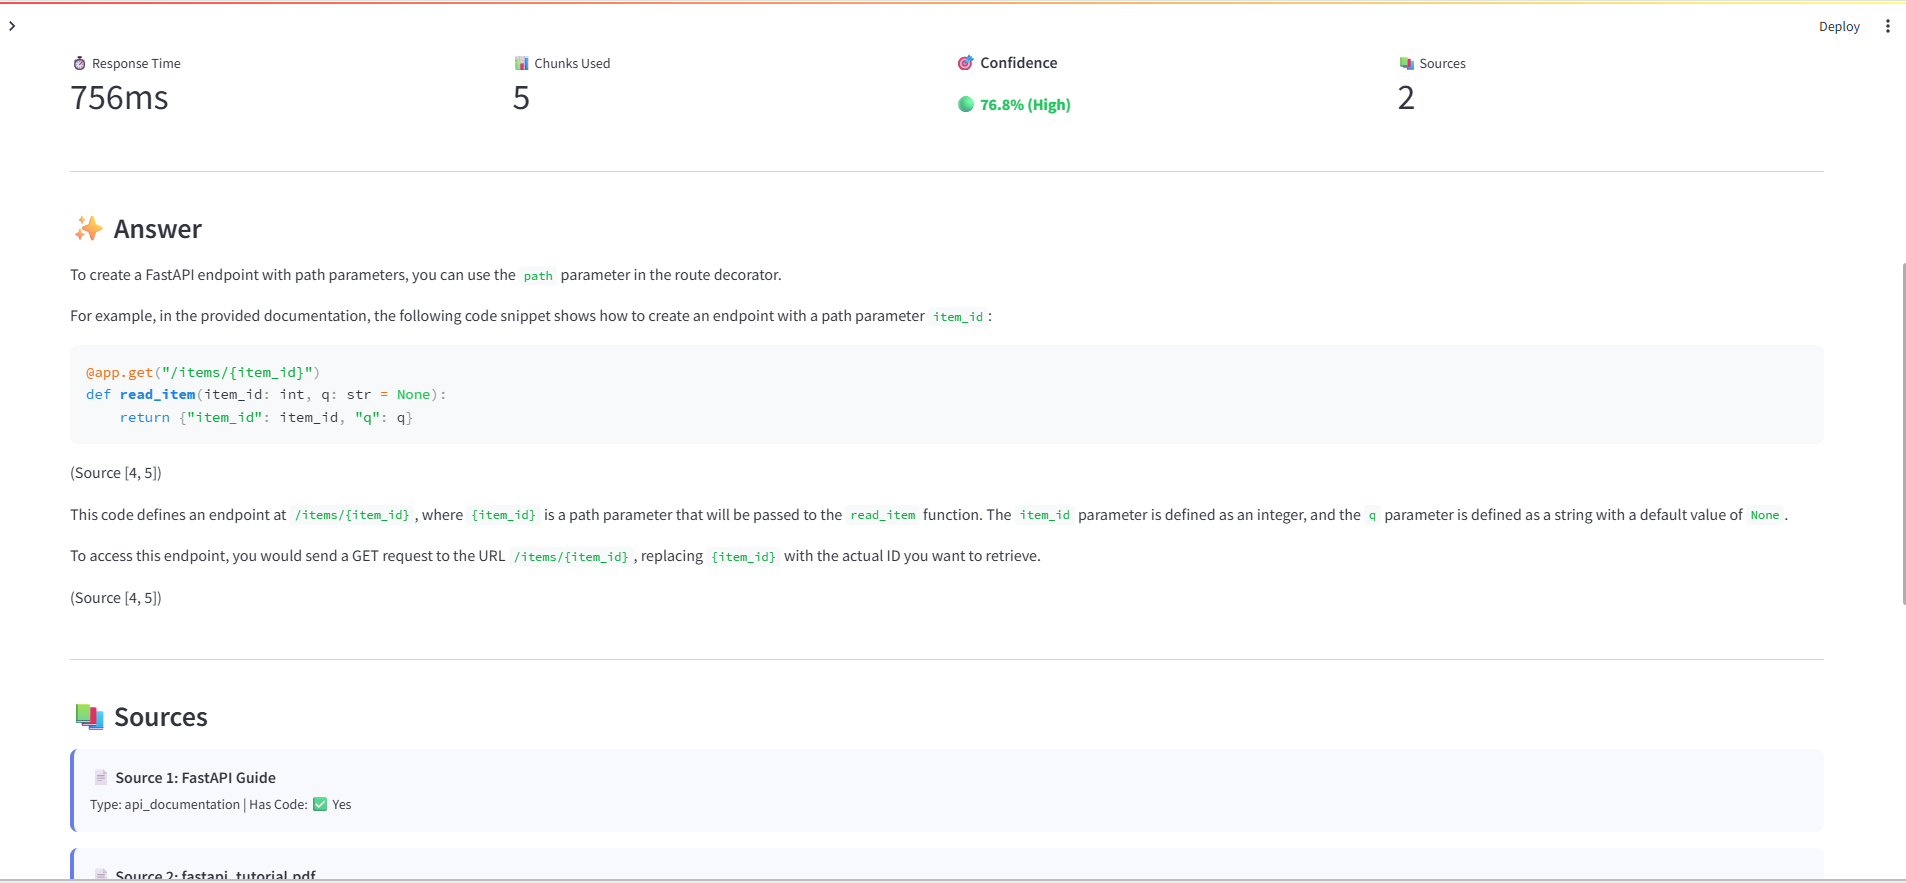 Deploy
Response Time
756ms
Chunks Used
5
Confidence
76.8% (High)
Sources
2
Answer
To create a FastAPI endpoint with path parameters, you can use the path parameter in the route decorator.
For example, in the provided documentation, the following code snippet shows how to create an endpoint with a path parameter item_id :
@app.get("/items/{item_id}")
def read_item(item_id: int, q: str = None):
    return {"item_id": item_id, "q": q}
(Source [4, 5])
This code defines an endpoint at /items/{item_id} , where {item_id} is a path parameter that will be passed to the read_item function. The item_id parameter is defined as an integer, and the q parameter is defined as a string with a default value of None .
To access this endpoint, you would send a GET request to the URL /items/{item_id} , replacing {item_id} with the actual ID you want to retrieve.
(Source [4, 5])
Sources
Source 1: FastAPI Guide
Type: api_documentation | Has Code: ✅ Yes
Source 2: fastapi_tutorial.pdf